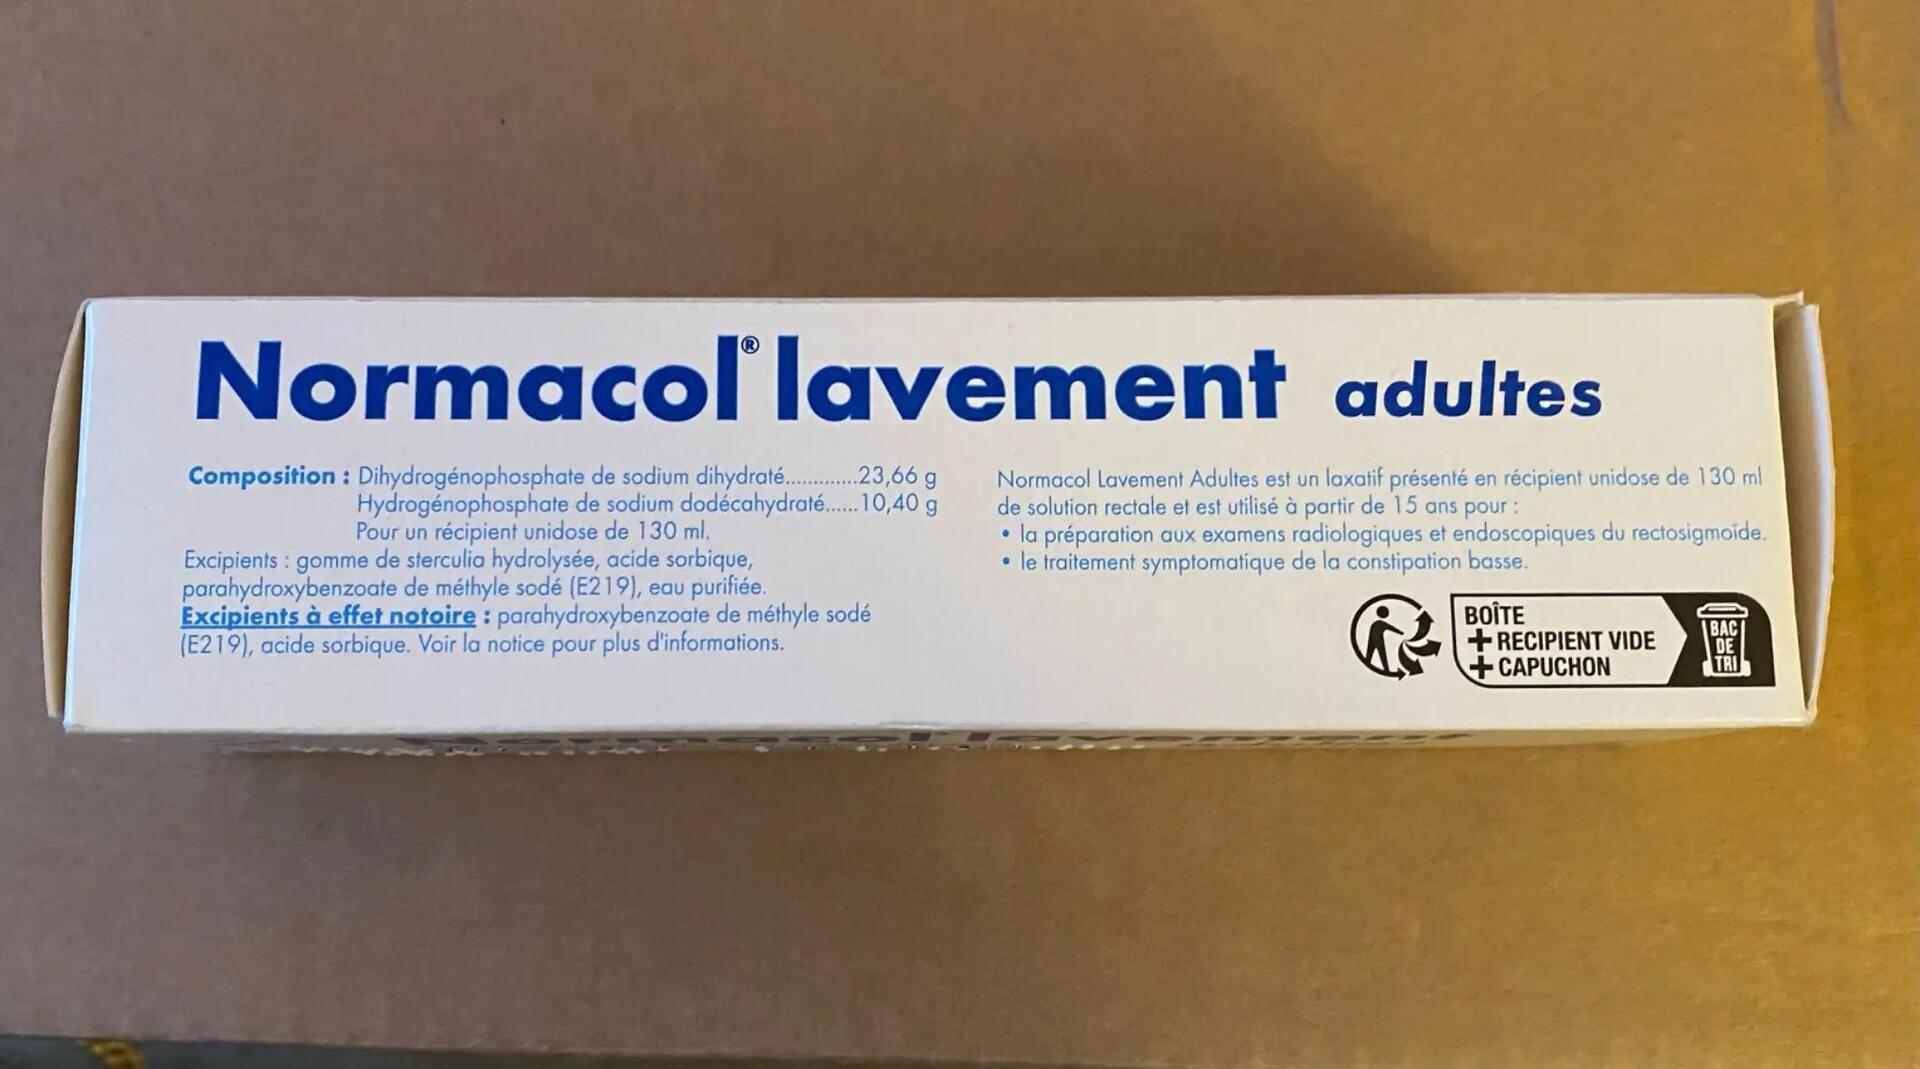 Normacol® lavement adultes
Composition : Dihydrogénophosphate de sodium dihydraté.............23,66 g
Hydrogénophosphate de sodium dodécahydraté......10,40 g
Pour un récipient unidose de 130 ml.
Excipients : gomme de sterculia hydrolysée, acide sorbique,
parahydroxybenzoate de méthyle sodé (E219), eau purifiée.
Excipients à effet notoire : parahydroxybenzoate de méthyle sodé
(E219), acide sorbique. Voir la notice pour plus d'informations.
Normacol Lavement Adultes est un laxatif présenté en récipient unidose de 130 ml
de solution rectale et est utilisé à partir de 15 ans pour :
• la préparation aux examens radiologiques et endoscopiques du rectosigmoïde.
• le traitement symptomatique de la constipation basse.
BOÎTE
+ RECIPIENT VIDE
+ CAPUCHON
BAC
DE
TRI
Normacol lavement